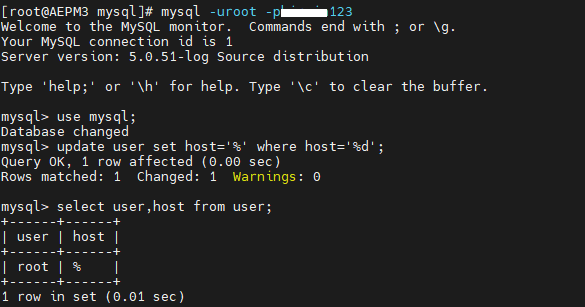 [root@AEPM3 mysql]# mysql -uroot -p 123
Welcome to the MySQL monitor.  Commands end with ; or \g.
Your MySQL connection id is 1
Server version: 5.0.51-log Source distribution
Type 'help;' or '\h' for help. Type '\c' to clear the buffer.
mysql> use mysql;
Database changed
mysql> update user set host='%' where host='%d';
Query OK, 1 row affected (0.00 sec)
Rows matched: 1  Changed: 1  Warnings: 0
mysql> select user,host from user;
+------+------+
| user | host |
+------+------+
| root | %    |
+------+------+
1 row in set (0.01 sec)